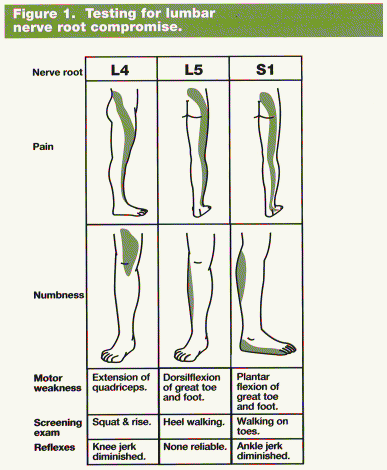 Figure 1. Testing for lumbar
nerve root compromise.
Nerve root
L4
L5
S1
Pain
Numbness
Motor
weakness
Extension of
quadriceps.
Dorsiflexion
of great toe
and foot.
Plantar
flexion of
great toe
and foot.
Screening
exam
Squat & rise.
Heel walking.
Walking on
toes.
Reflexes
Knee jerk
diminished.
None reliable.
Ankle jerk
diminished.